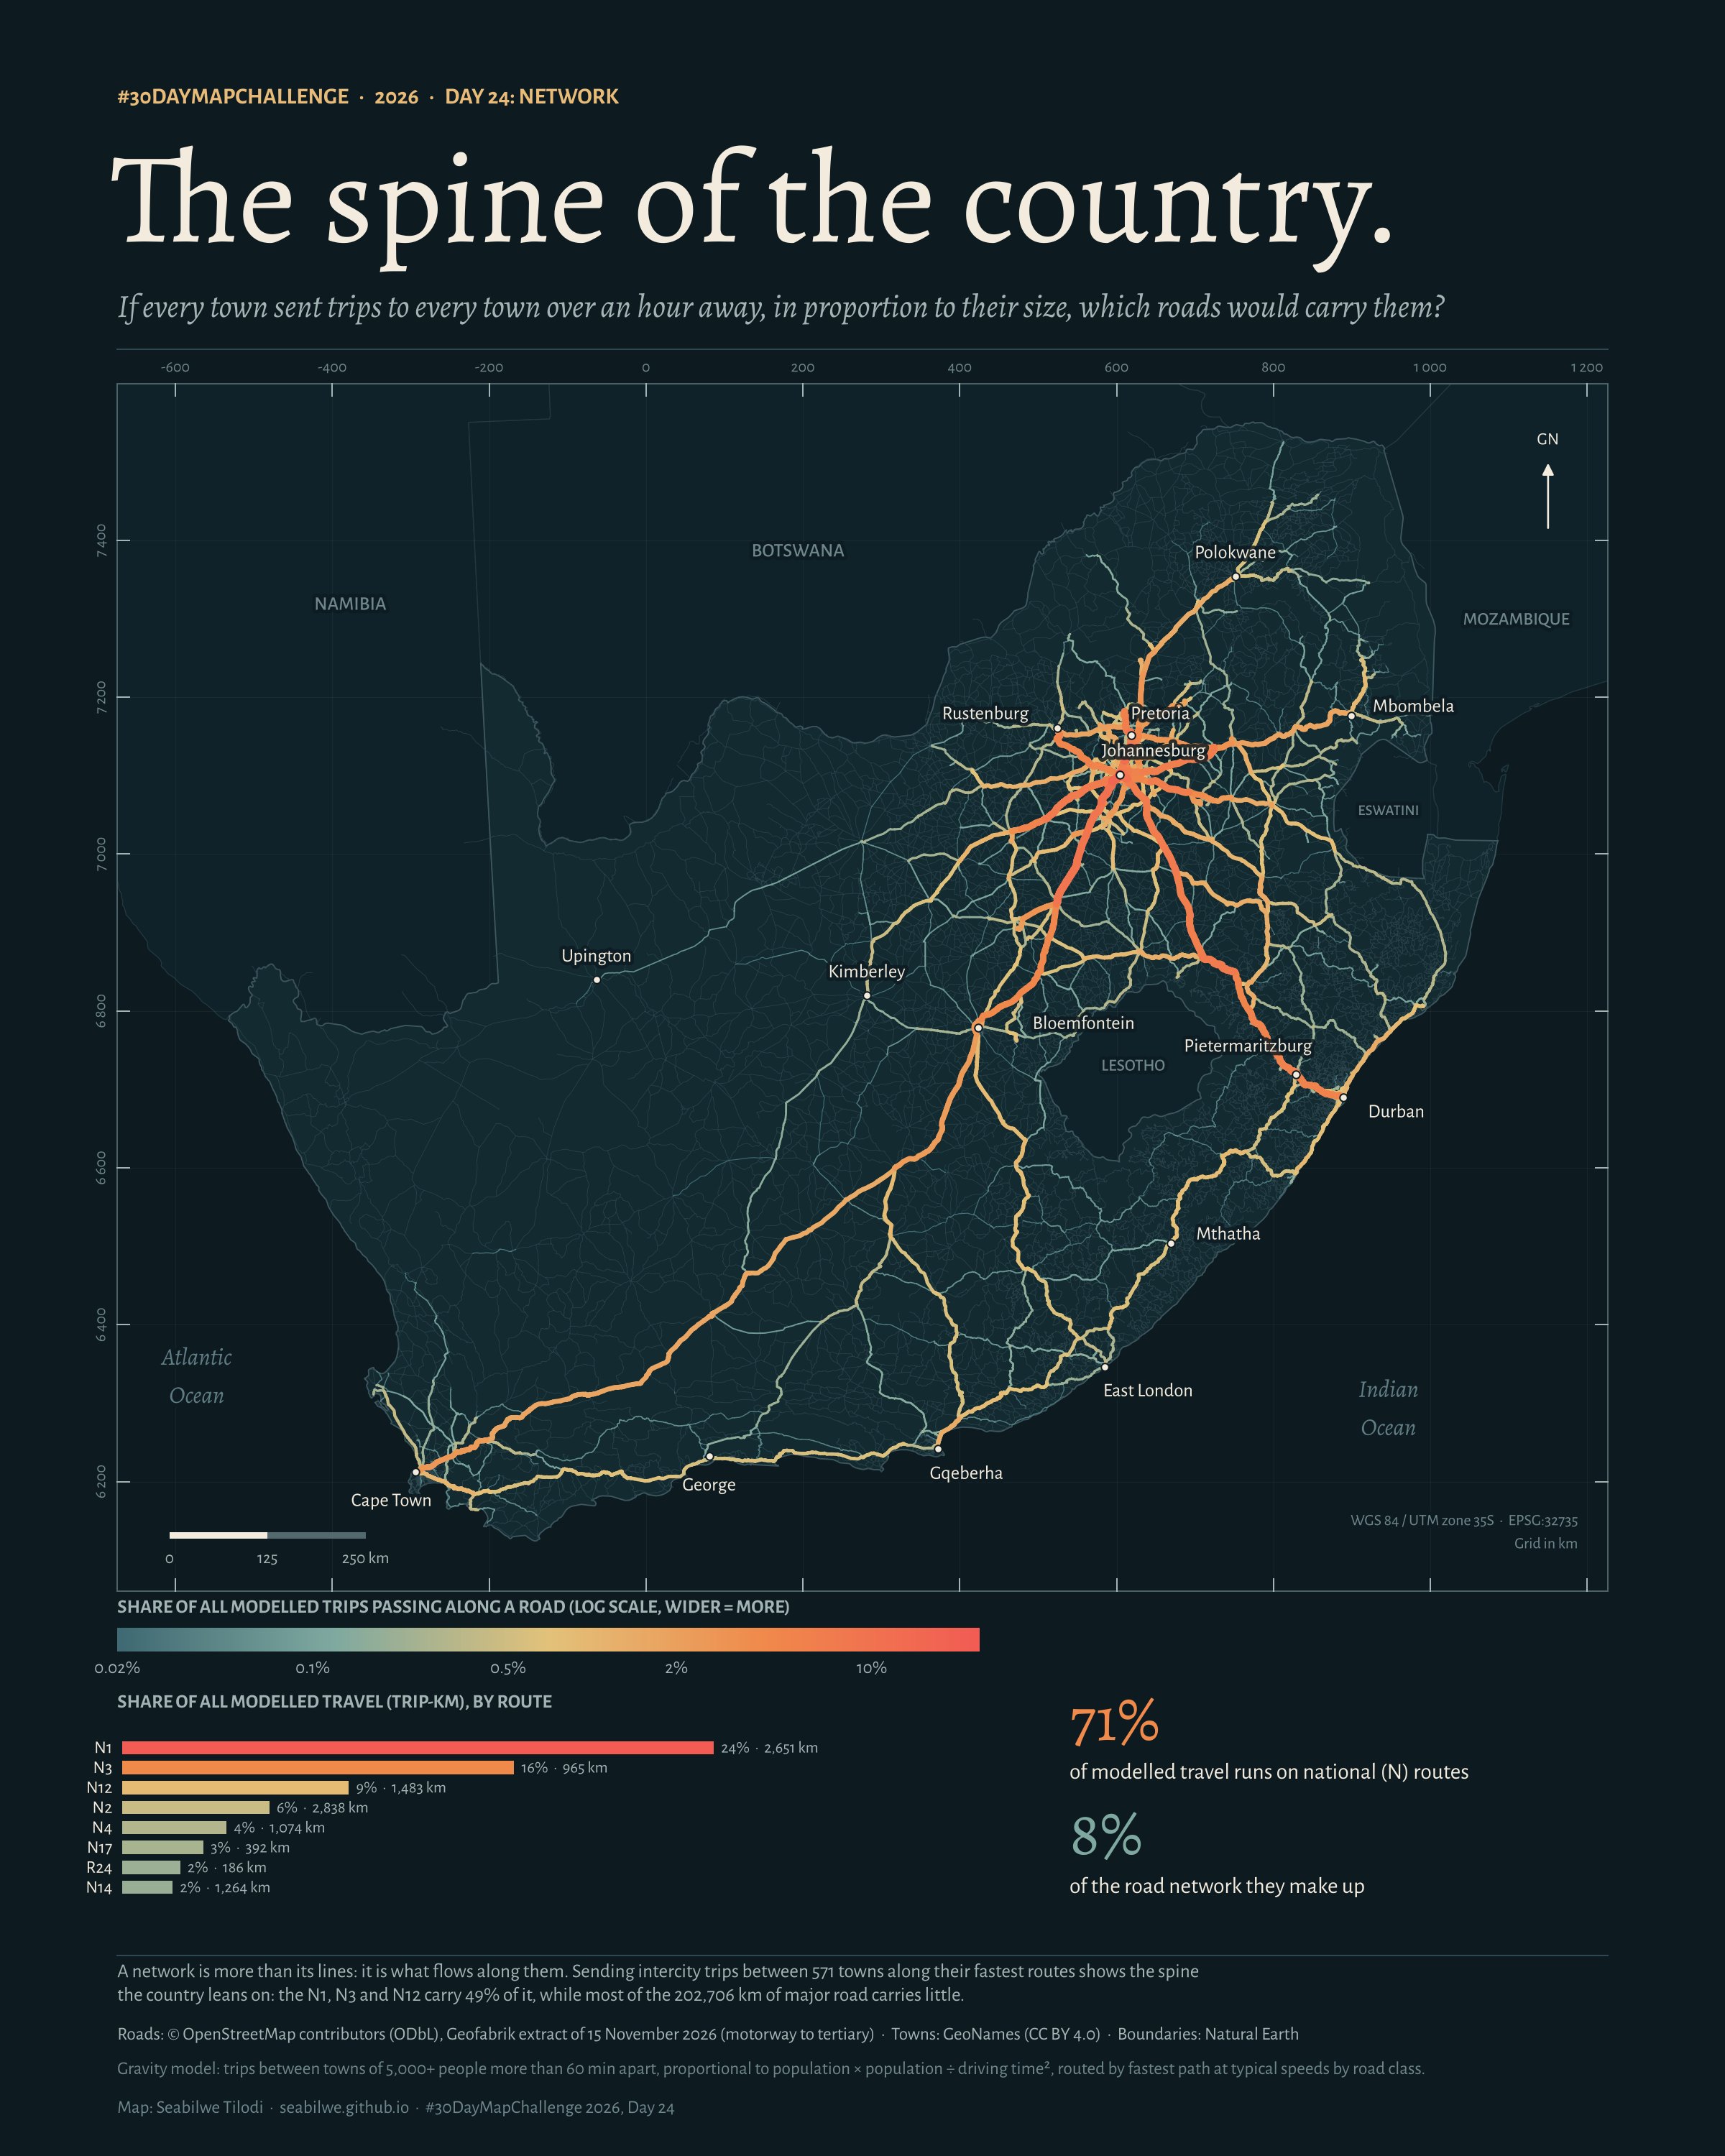 #30DAYMAPCHALLENGE · 2026 · DAY 24: NETWORK
The spine of the country.
If every town sent trips to every town over an hour away, in proportion to their size, which roads would carry them?
-600 -400 -200 0 200 400 600 800 1 000 1 200
GN
7 400
BOTSWANA
Polokwane
NAMIBIA
MOZAMBIQUE
7 200
Rustenburg
Pretoria
Mbombela
Johannesburg
ESWATINI
7 000
Upington
Kimberley
6 800
Bloemfontein
Pietermaritzburg
LESOTHO
Durban
6 600
Mthatha
6 400
Atlantic
Ocean
East London
Indian
Ocean
6 200
Gqeberha
George
Cape Town
WGS 84 / UTM zone 35S · EPSG:32735
Grid in km
0 125 250 km
SHARE OF ALL MODELLED TRIPS PASSING ALONG A ROAD (LOG SCALE, WIDER = MORE)
0.02% 0.1% 0.5% 2% 10%
SHARE OF ALL MODELLED TRAVEL (TRIP-KM), BY ROUTE
N1 24% · 2,651 km
N3 16% · 965 km
N12 9% · 1,483 km
N2 6% · 2,838 km
N4 4% · 1,074 km
N17 3% · 392 km
R24 2% · 186 km
N14 2% · 1,264 km
71%
of modelled travel runs on national (N) routes
8%
of the road network they make up
A network is more than its lines: it is what flows along them. Sending intercity trips between 571 towns along their fastest routes shows the spine
the country leans on: the N1, N3 and N12 carry 49% of it, while most of the 202,706 km of major road carries little.
Roads: © OpenStreetMap contributors (ODbL), Geofabrik extract of 15 November 2026 (motorway to tertiary) · Towns: GeoNames (CC BY 4.0) · Boundaries: Natural Earth
Gravity model: trips between towns of 5,000+ people more than 60 min apart, proportional to population × population ÷ driving time², routed by fastest path at typical speeds by road class.
Map: Seabilwe Tilodi · seabilwe.github.io · #30DayMapChallenge 2026, Day 24